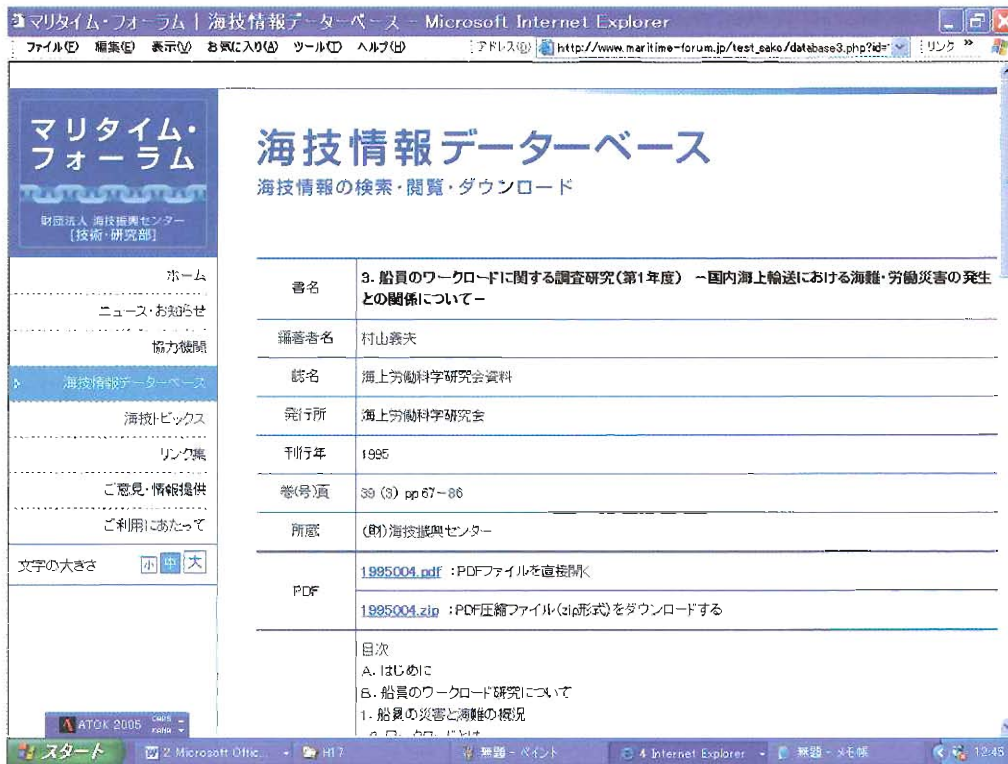 マリタイム・フォーラム | 海技情報データーベース - Microsoft Internet Explorer
ファイル(F) 編集(E) 表示(V) お気に入り(A) ツール(T) ヘルプ(H) アドレス(D) http://www.maritime-forum.jp/test_sako/database3.php?id= リンク »
マリタイム・
フォーラム
財団法人 海技振興センター
[技術・研究部]
海技情報データーベース
海技情報の検索・閲覧・ダウンロード
ホーム
ニュース・お知らせ
協力機関
海技情報データーベース
海技トピックス
リンク集
ご意見・情報提供
ご利用にあたって
文字の大きさ 小 中 大
書名 3. 船員のワークロードに関する調査研究(第1年度) −国内海上輸送における海難・労働災害の発生
との関係について−
編著者名 村山義夫
誌名 海上労働科学研究会資料
発行所 海上労働科学研究会
刊行年 1995
巻(号)頁 39 (3) pp 67−86
所蔵 (財)海技振興センター
PDF
1995004.pdf :PDFファイルを直接開く
1995004.zip :PDF圧縮ファイル(zip形式)をダウンロードする
目次
A. はじめに
B. 船員のワークロード研究について
1. 船員の災害と海難の概況
ATOK 2005 CAPS KANA
スタート 2 Microsoft Offic... H17 無題 - ペイント 4 Internet Explorer 無題 - メモ帳 12:45